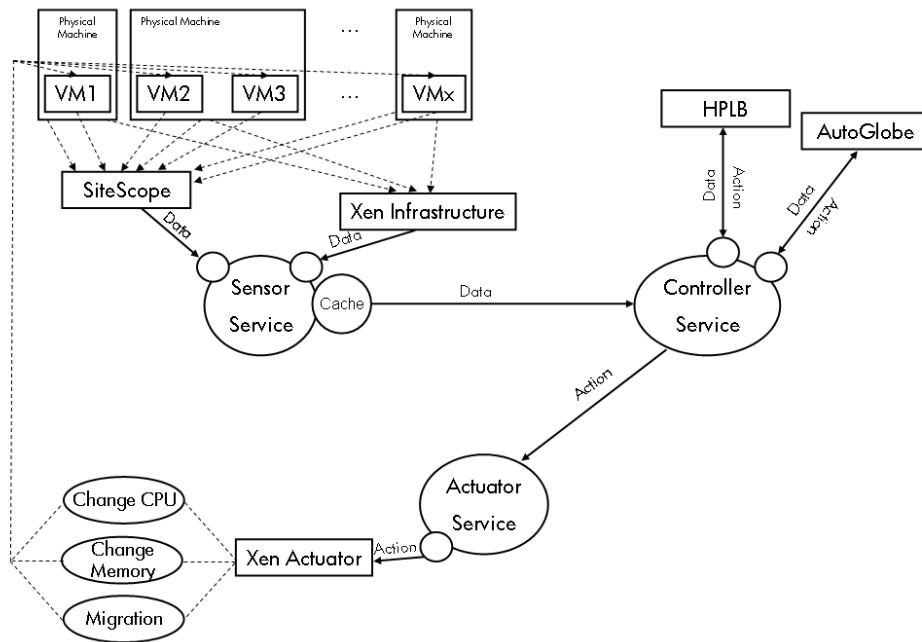 Physical
Machine
Physical Machine
...
Physical
Machine
VM1
VM2
VM3
...
VMx
HPLB
AutoGlobe
SiteScope
Xen Infrastructure
Data
Action
Data
Action
Data
Data
Sensor
Service
Cache
Data
Controller
Service
Action
Actuator
Service
Change CPU
Change
Memory
Migration
Xen Actuator
Action